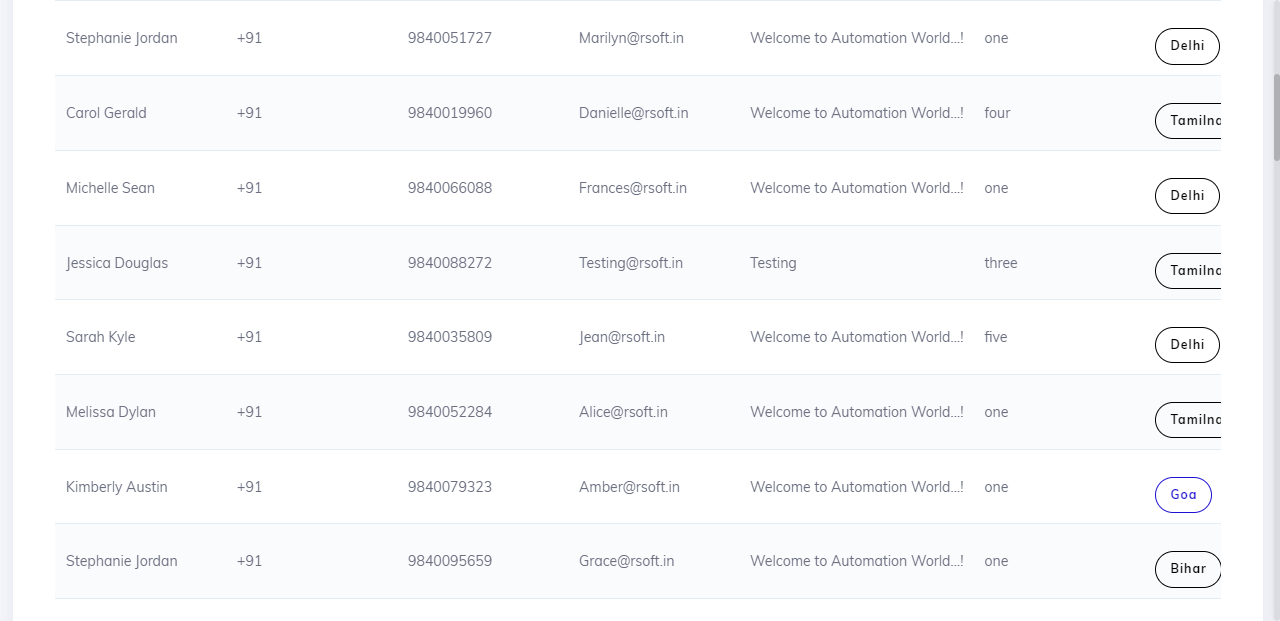 Stephanie Jordan +91 9840051727 Marilyn@rsoft.in Welcome to Automation World...! one Delhi
Carol Gerald +91 9840019960 Danielle@rsoft.in Welcome to Automation World...! four Tamilna
Michelle Sean +91 9840066088 Frances@rsoft.in Welcome to Automation World...! one Delhi
Jessica Douglas +91 9840088272 Testing@rsoft.in Testing three Tamilna
Sarah Kyle +91 9840035809 Jean@rsoft.in Welcome to Automation World...! five Delhi
Melissa Dylan +91 9840052284 Alice@rsoft.in Welcome to Automation World...! one Tamilna
Kimberly Austin +91 9840079323 Amber@rsoft.in Welcome to Automation World...! one Goa
Stephanie Jordan +91 9840095659 Grace@rsoft.in Welcome to Automation World...! one Bihar